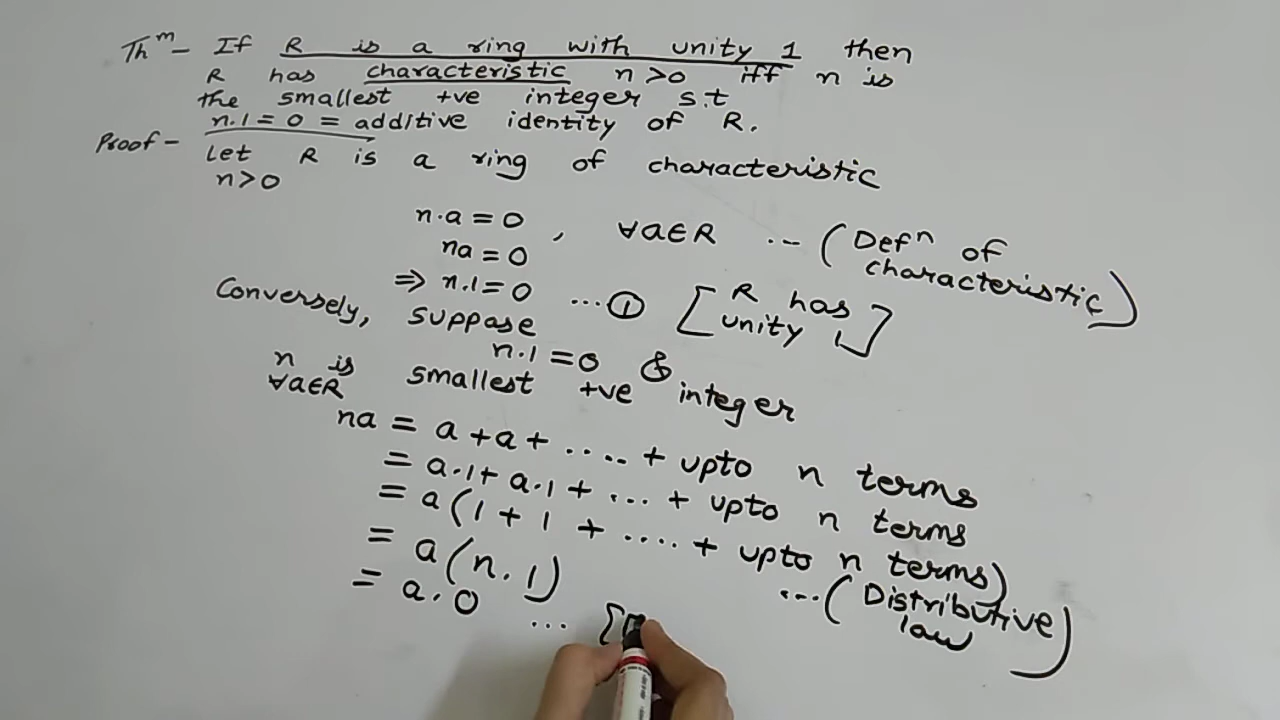 Thᵐ- If R is a ring with unity 1 then
R has characteristic n>0 iff n is
the smallest +ve integer s.t
n.1=0 = additive identity of R.
Proof- Let R is a ring of characteristic
n>0
n.a=0
na=0 , ∀a∈R ... (Defⁿ of characteristic)
⇒ n.1=0 ...① [R has unity 1]
Conversely, suppase
n.1=0 &
n is smallest +ve integer
∀a∈R
na = a+a+ ..... + upto n terms
= a.1+ a.1 + ... + upto n terms
= a(1+1 + .... + upto n terms)
= a(n.1) ...(Distributive law)
= a.0 ... [